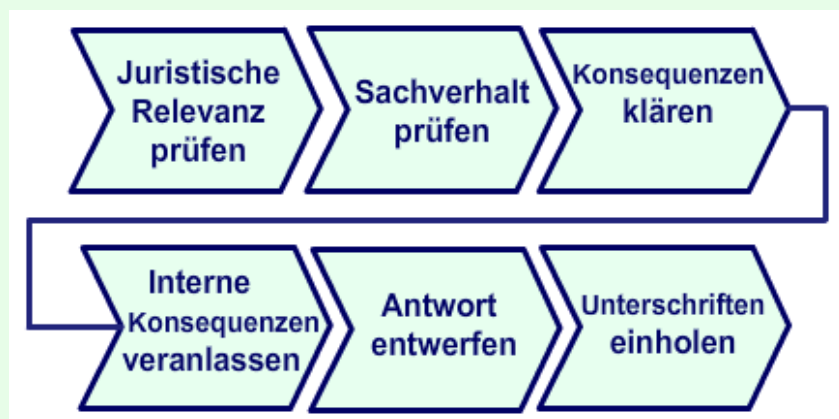 Juristische
Relevanz
prüfen
Sachverhalt
prüfen
Konsequenzen
klären
Interne
Konsequenzen
veranlassen
Antwort
entwerfen
Unterschriften
einholen